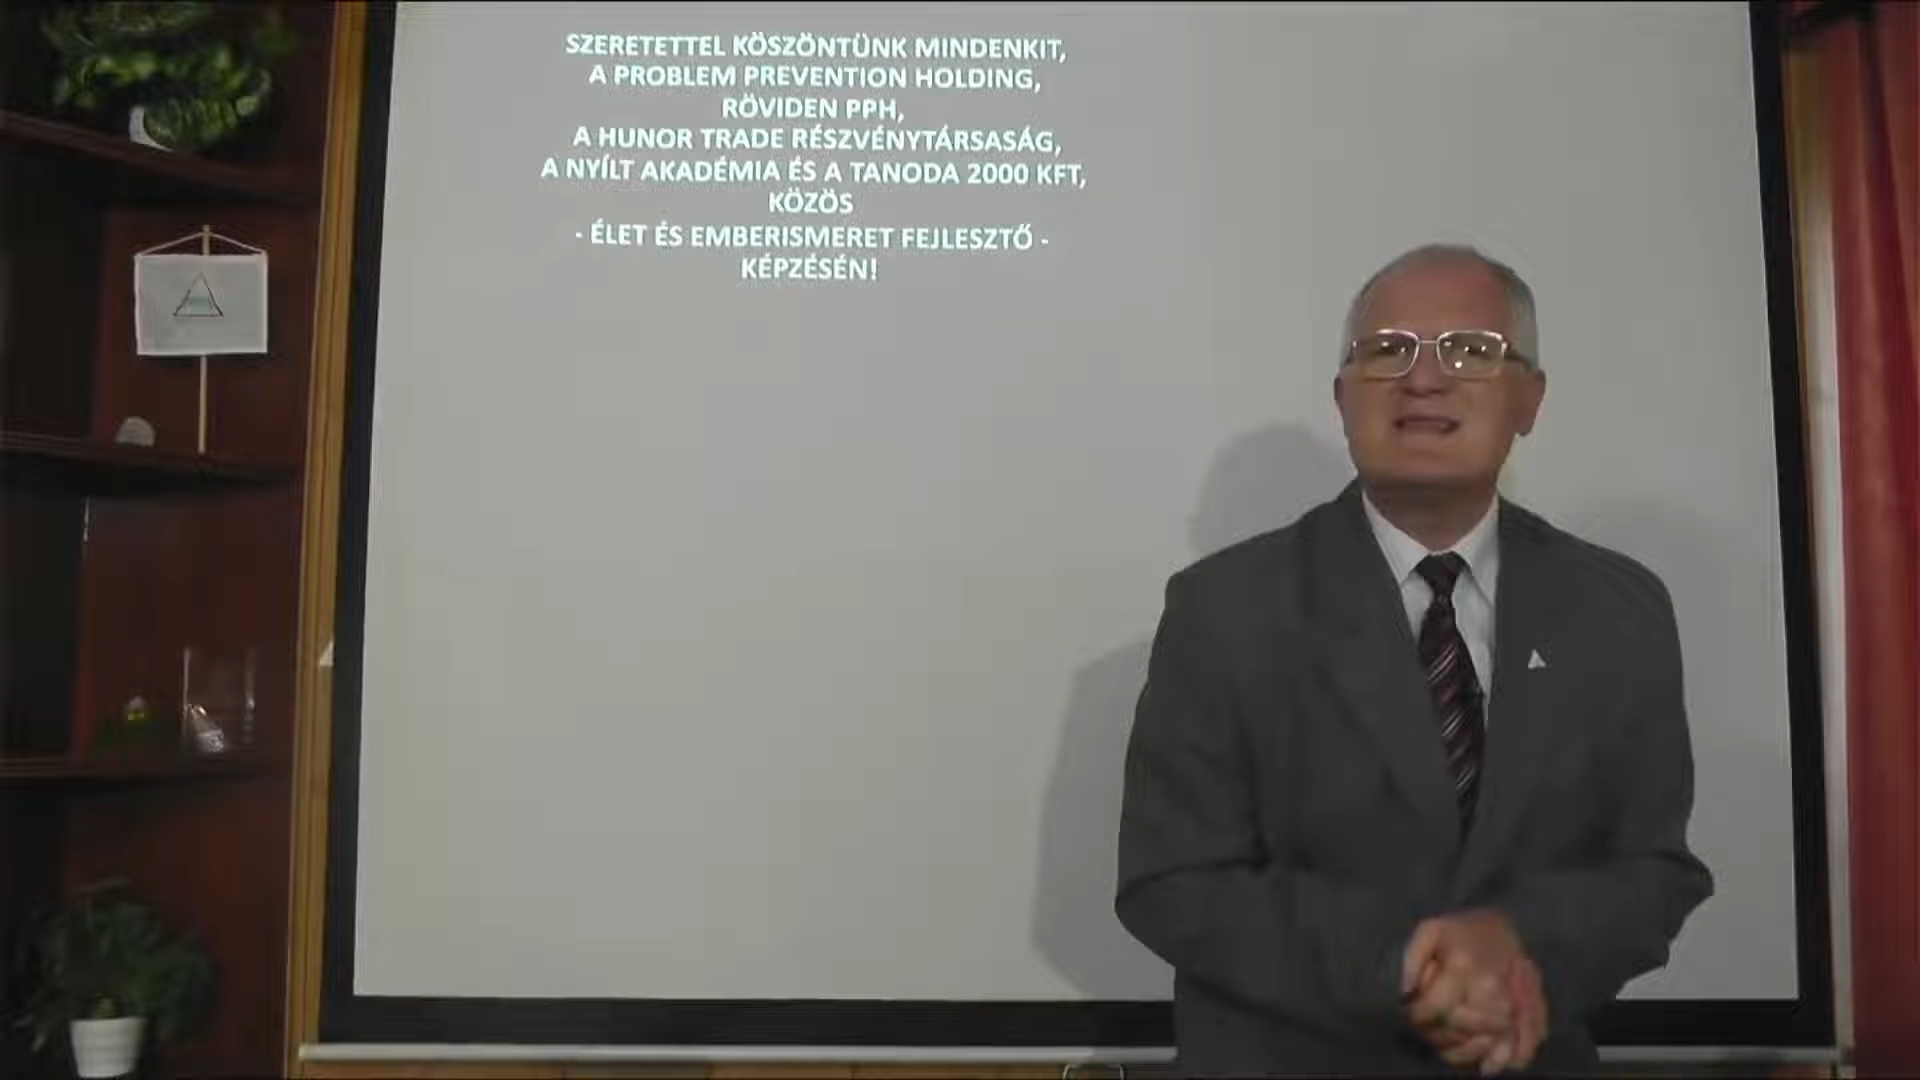 SZERETETTEL KÖSZÖNTÜNK MINDENKIT,
A PROBLEM PREVENTION HOLDING,
RÖVIDEN PPH,
A HUNOR TRADE RÉSZVÉNYTÁRSASÁG,
A NYÍLT AKADÉMIA ÉS A TANODA 2000 KFT,
KÖZÖS
- ÉLET ÉS EMBERISMERET FEJLESZTŐ -
KÉPZÉSÉN!